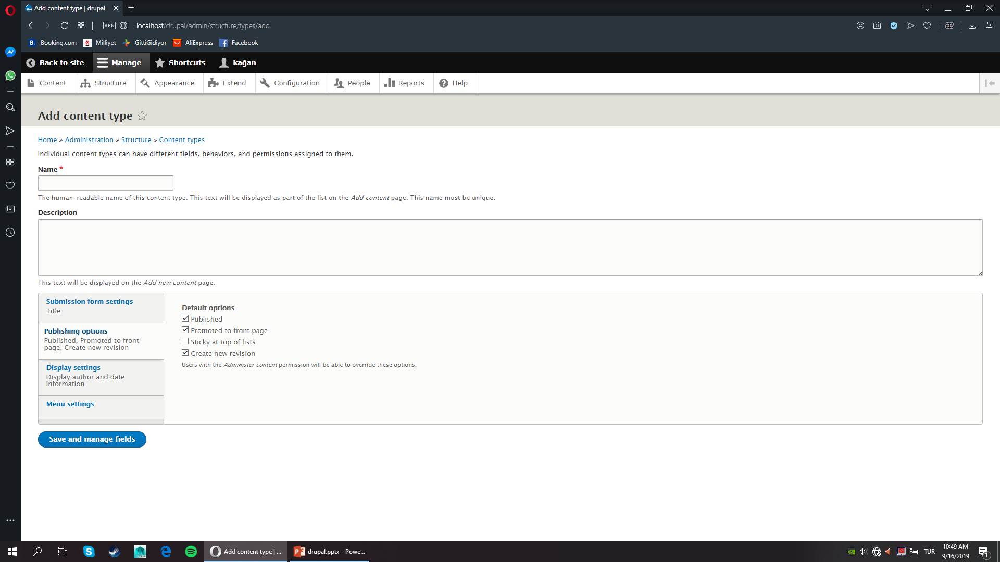 Add content type | drupal
VPN
localhost/drupal/admin/structure/types/add
B. Booking.com Milliyet GittiGidiyor AliExpress Facebook
Back to site Manage Shortcuts kağan
Content Structure Appearance Extend Configuration People Reports Help
Add content type
Home » Administration » Structure » Content types
Individual content types can have different fields, behaviors, and permissions assigned to them.
Name *
The human-readable name of this content type. This text will be displayed as part of the list on the Add content page. This name must be unique.
Description
This text will be displayed on the Add new content page.
Submission form settings
Title
Publishing options
Published, Promoted to front
page, Create new revision
Display settings
Display author and date
information
Menu settings
Default options
Published
Promoted to front page
Sticky at top of lists
Create new revision
Users with the Administer content permission will be able to override these options.
Save and manage fields
Add content type | ...
drupal.pptx - Powe...
TUR
10:49 AM
9/16/2019
1